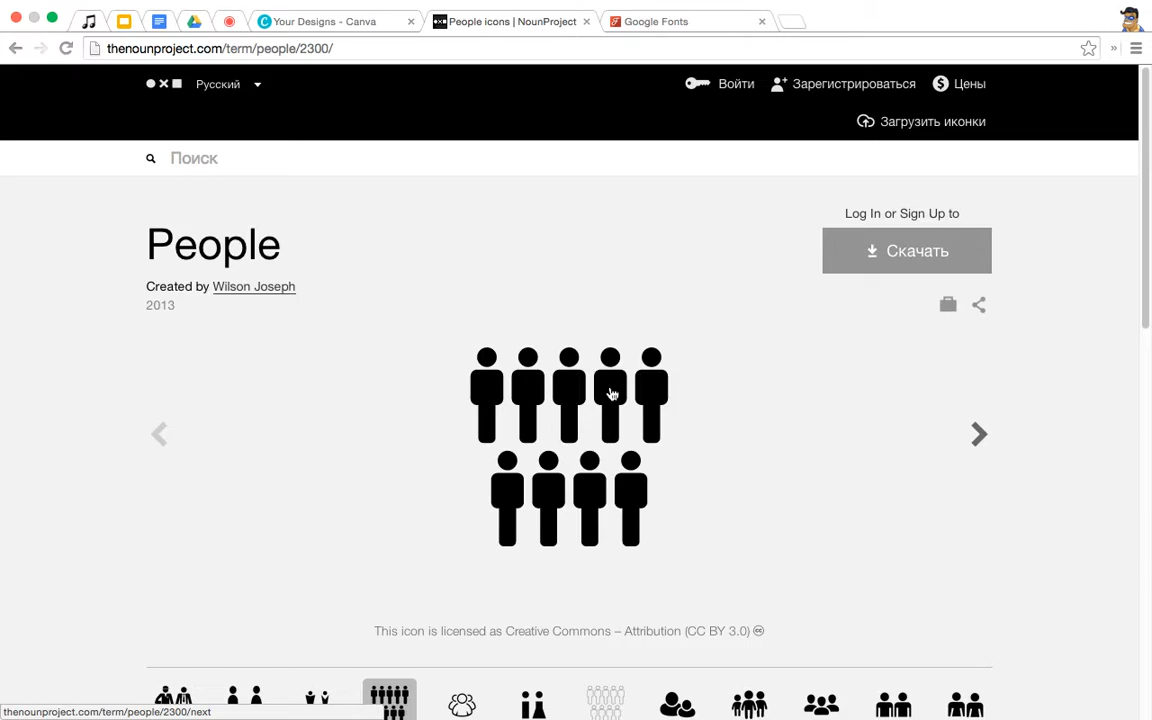 Your Designs - Canva
People icons | NounProject
Google Fonts
thenounproject.com/term/people/2300/
Русский
Войти
Зарегистрироваться
Цены
Загрузить иконки
Поиск
Log In or Sign Up to
People
Скачать
Created by Wilson Joseph
2013
This icon is licensed as Creative Commons – Attribution (CC BY 3.0)
thenounproject.com/term/people/2300/next